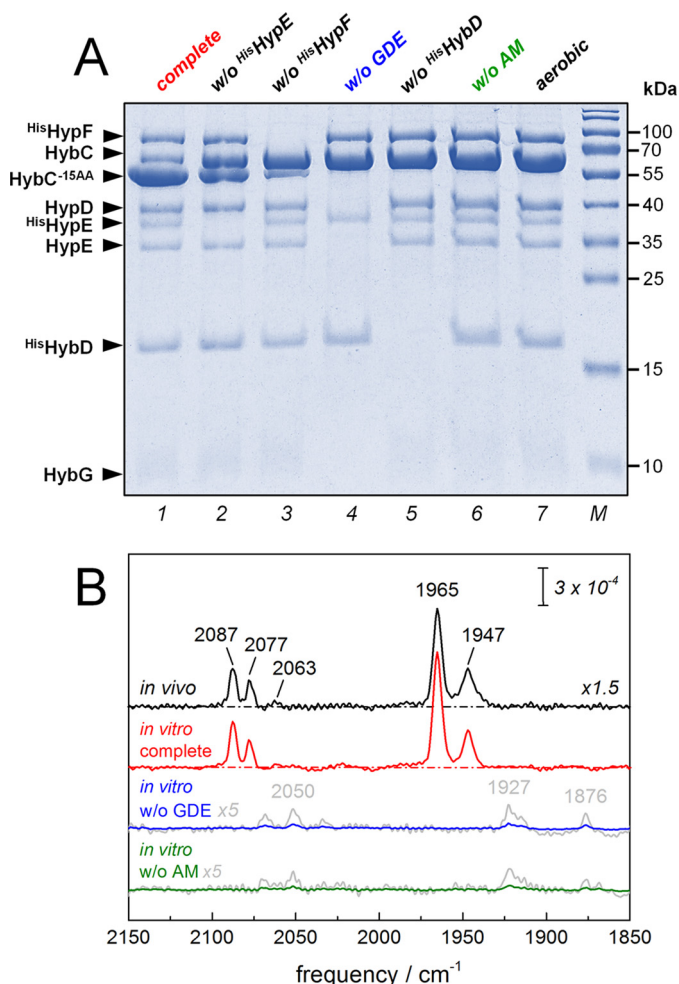 A
complete
w/o HisHypE
w/o HisHypF
w/o GDE
w/o HisHybD
w/o AM
aerobic
kDa
HisHypF
HybC
HybC-15AA
HypD
HisHypE
HypE
HisHybD
HybG
100
70
55
40
35
25
15
10
1 2 3 4 5 6 7 M
B
3 x 10-4
1965
2087
2077
2063
1947
in vivo
x1.5
in vitro
complete
in vitro
w/o GDE x5
2050
1927
1876
in vitro
w/o AM x5
2150 2100 2050 2000 1950 1900 1850
frequency / cm-1